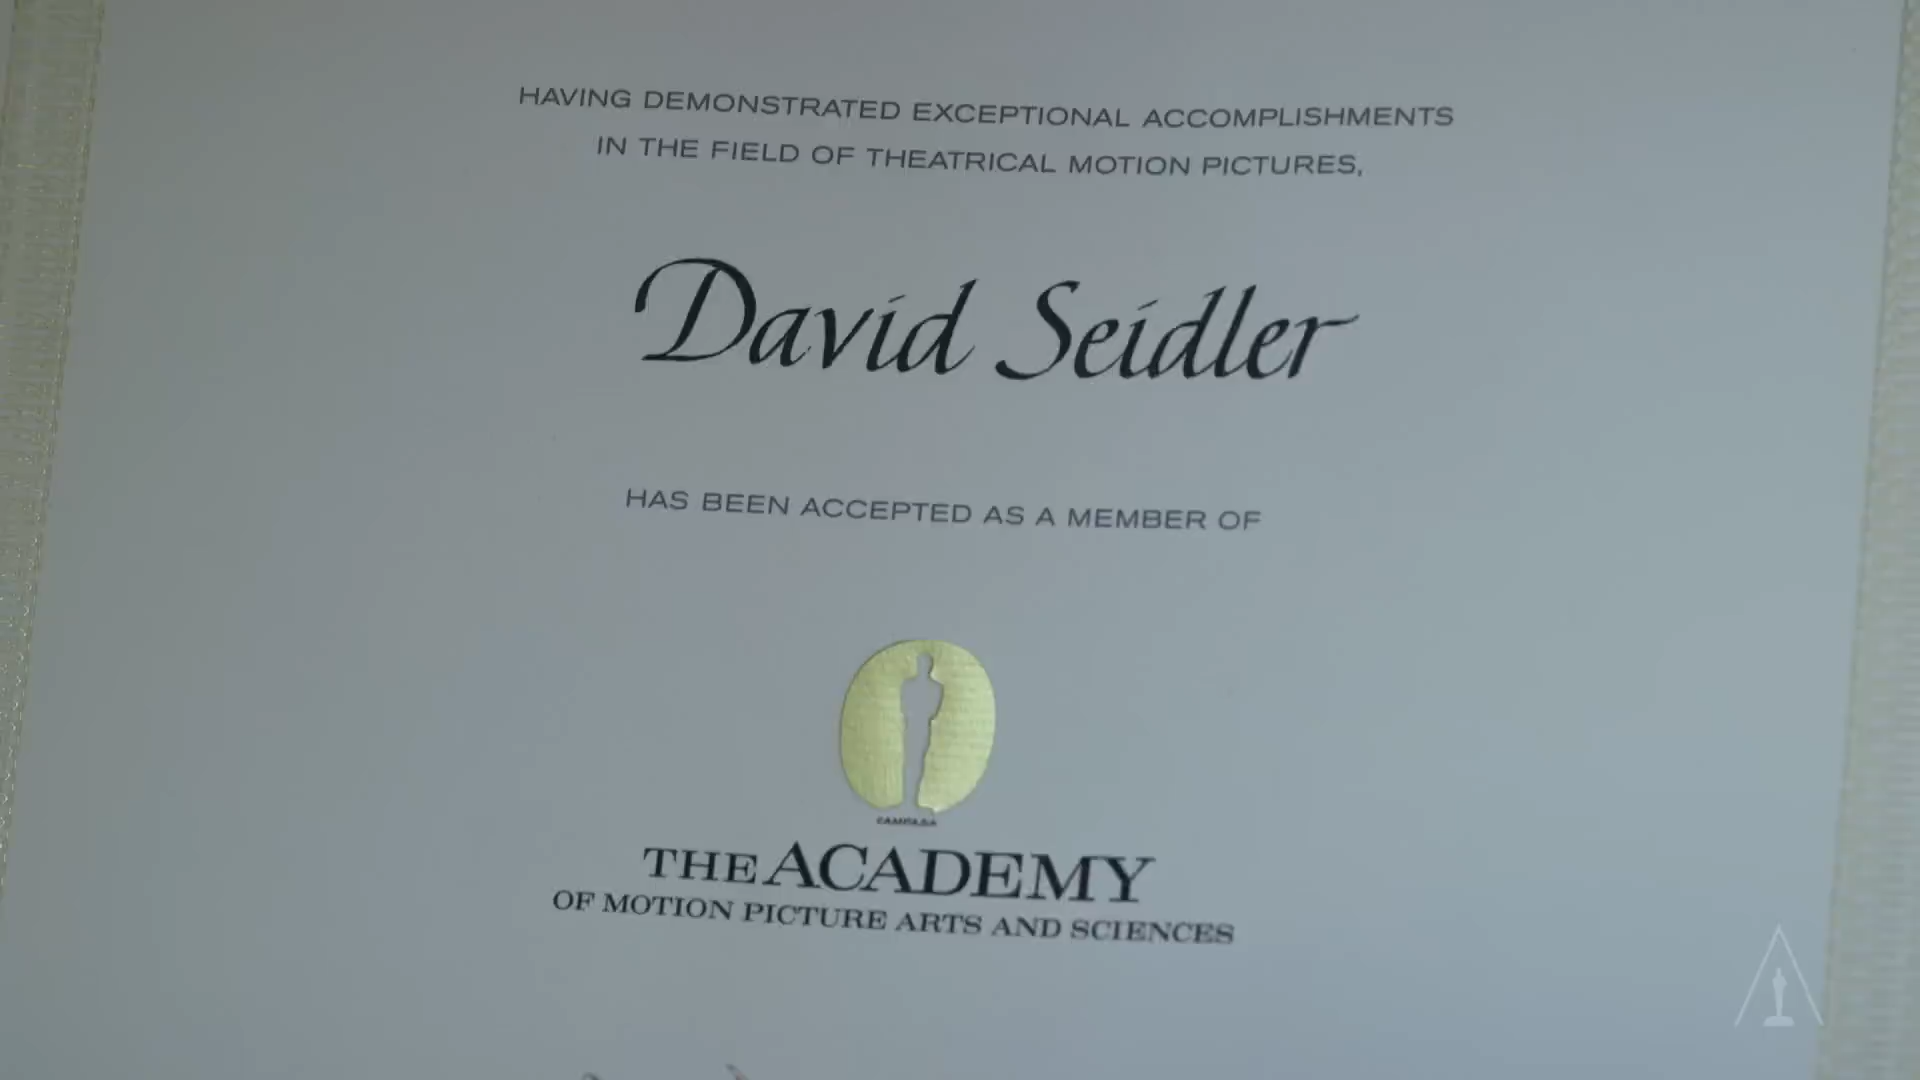 HAVING DEMONSTRATED EXCEPTIONAL ACCOMPLISHMENTS
IN THE FIELD OF THEATRICAL MOTION PICTURES,
David Seidler
HAS BEEN ACCEPTED AS A MEMBER OF
THE ACADEMY
OF MOTION PICTURE ARTS AND SCIENCES